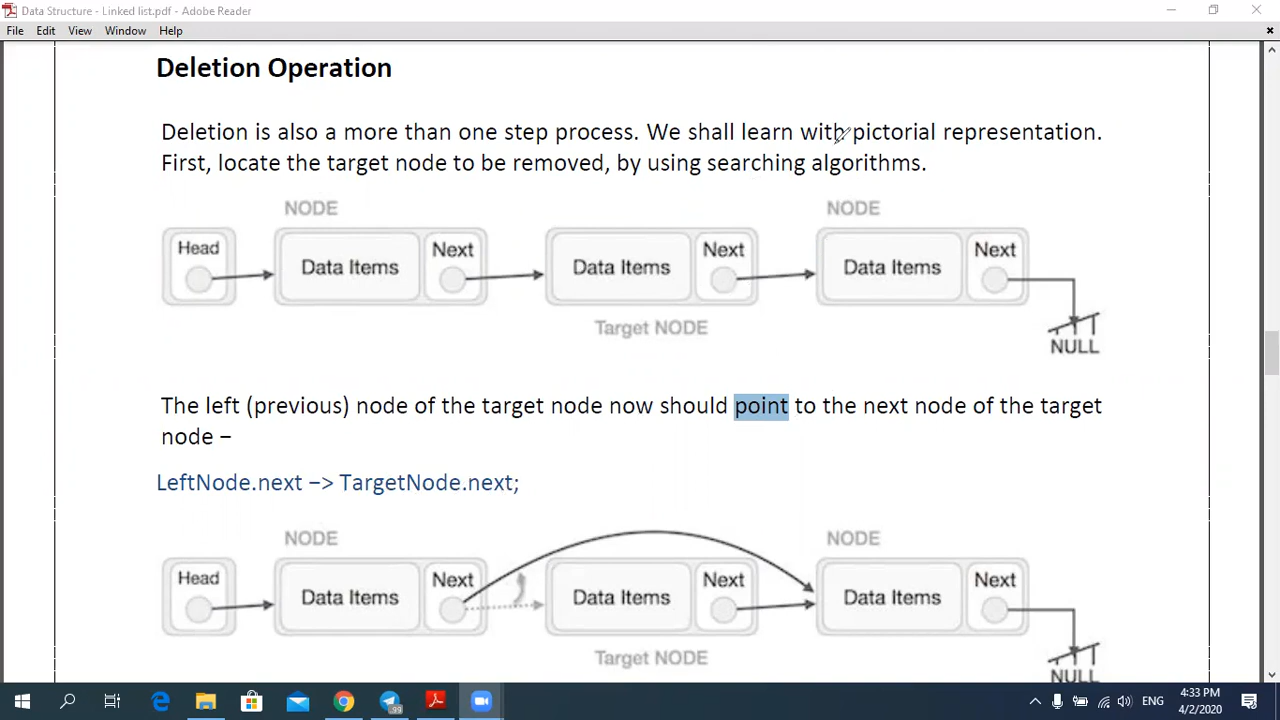 Data Structure - Linked list.pdf - Adobe Reader
File Edit View Window Help
Deletion Operation
Deletion is also a more than one step process. We shall learn with pictorial representation.
First, locate the target node to be removed, by using searching algorithms.
NODE NODE
Head Next Next Next
Data Items Data Items Data Items
Target NODE
NULL
The left (previous) node of the target node now should point to the next node of the target
node −
LeftNode.next −> TargetNode.next;
NODE NODE
Head Next Next Next
Data Items Data Items Data Items
Target NODE
NULL
99
ENG
4:33 PM
4/2/2020